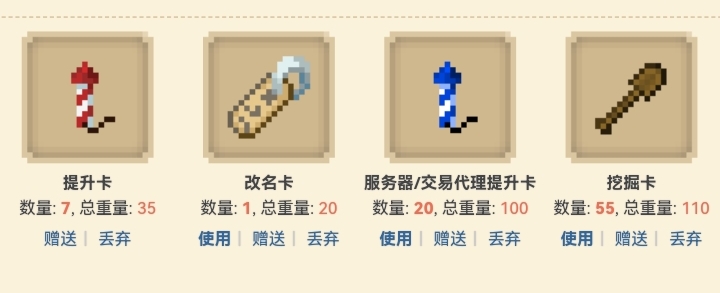 提升卡
数量: 7, 总重量: 35
赠送 | 丢弃
改名卡
数量: 1, 总重量: 20
使用 | 赠送 | 丢弃
服务器/交易代理提升卡
数量: 20, 总重量: 100
使用 | 赠送 | 丢弃
挖掘卡
数量: 55, 总重量: 110
使用 | 赠送 | 丢弃